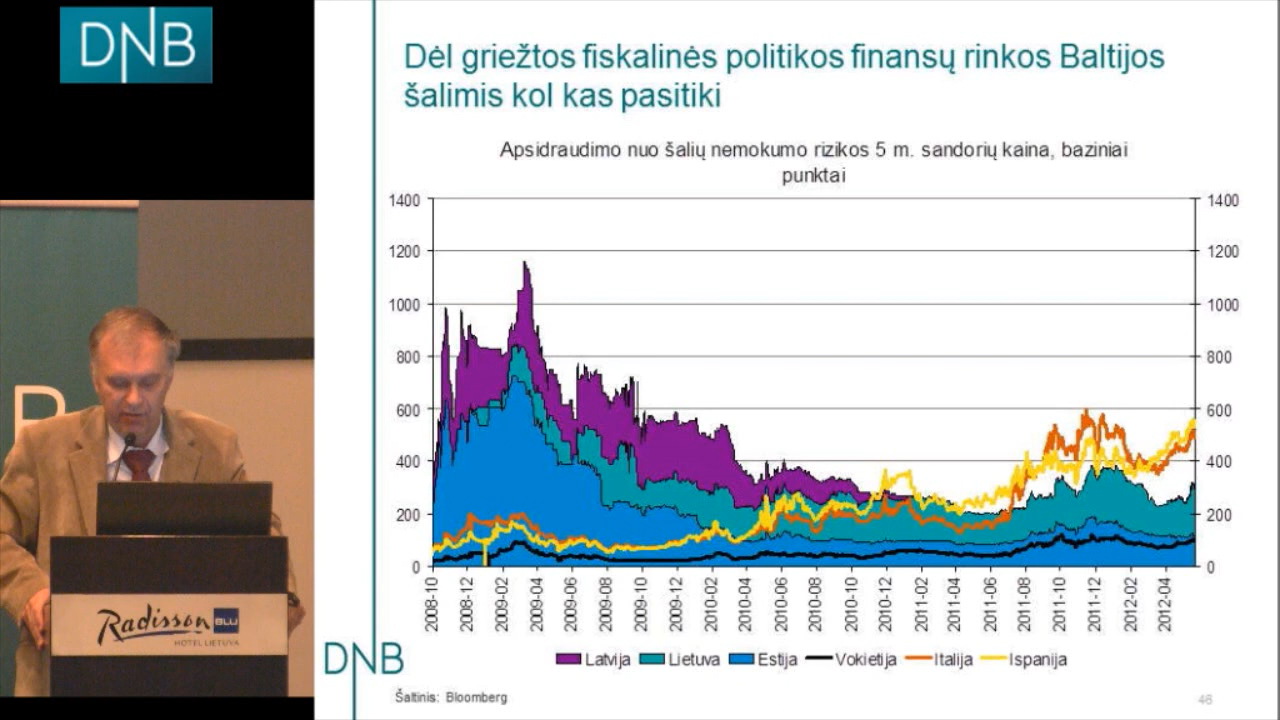 DNB
Dėl griežtos fiskalinės politikos finansų rinkos Baltijos
šalimis kol kas pasitiki
Apsidraudimo nuo šalių nemokumo rizikos 5 m. sandorių kaina, baziniai
punktai
1400 1400
1200 1200
1000 1000
800 800
600 600
400 400
200 200
0 0
2008-10 2008-12 2009-02 2009-04 2009-06 2009-08 2009-10 2009-12 2010-02 2010-04 2010-06 2010-08 2010-10 2010-12 2011-02 2011-04 2011-06 2011-08 2011-10 2011-12 2012-02 2012-04
Latvija Lietuva Estija Vokietija Italija Ispanija
DNB
Šaltinis: Bloomberg
46
Radisson BLU
HOTEL LIETUVA